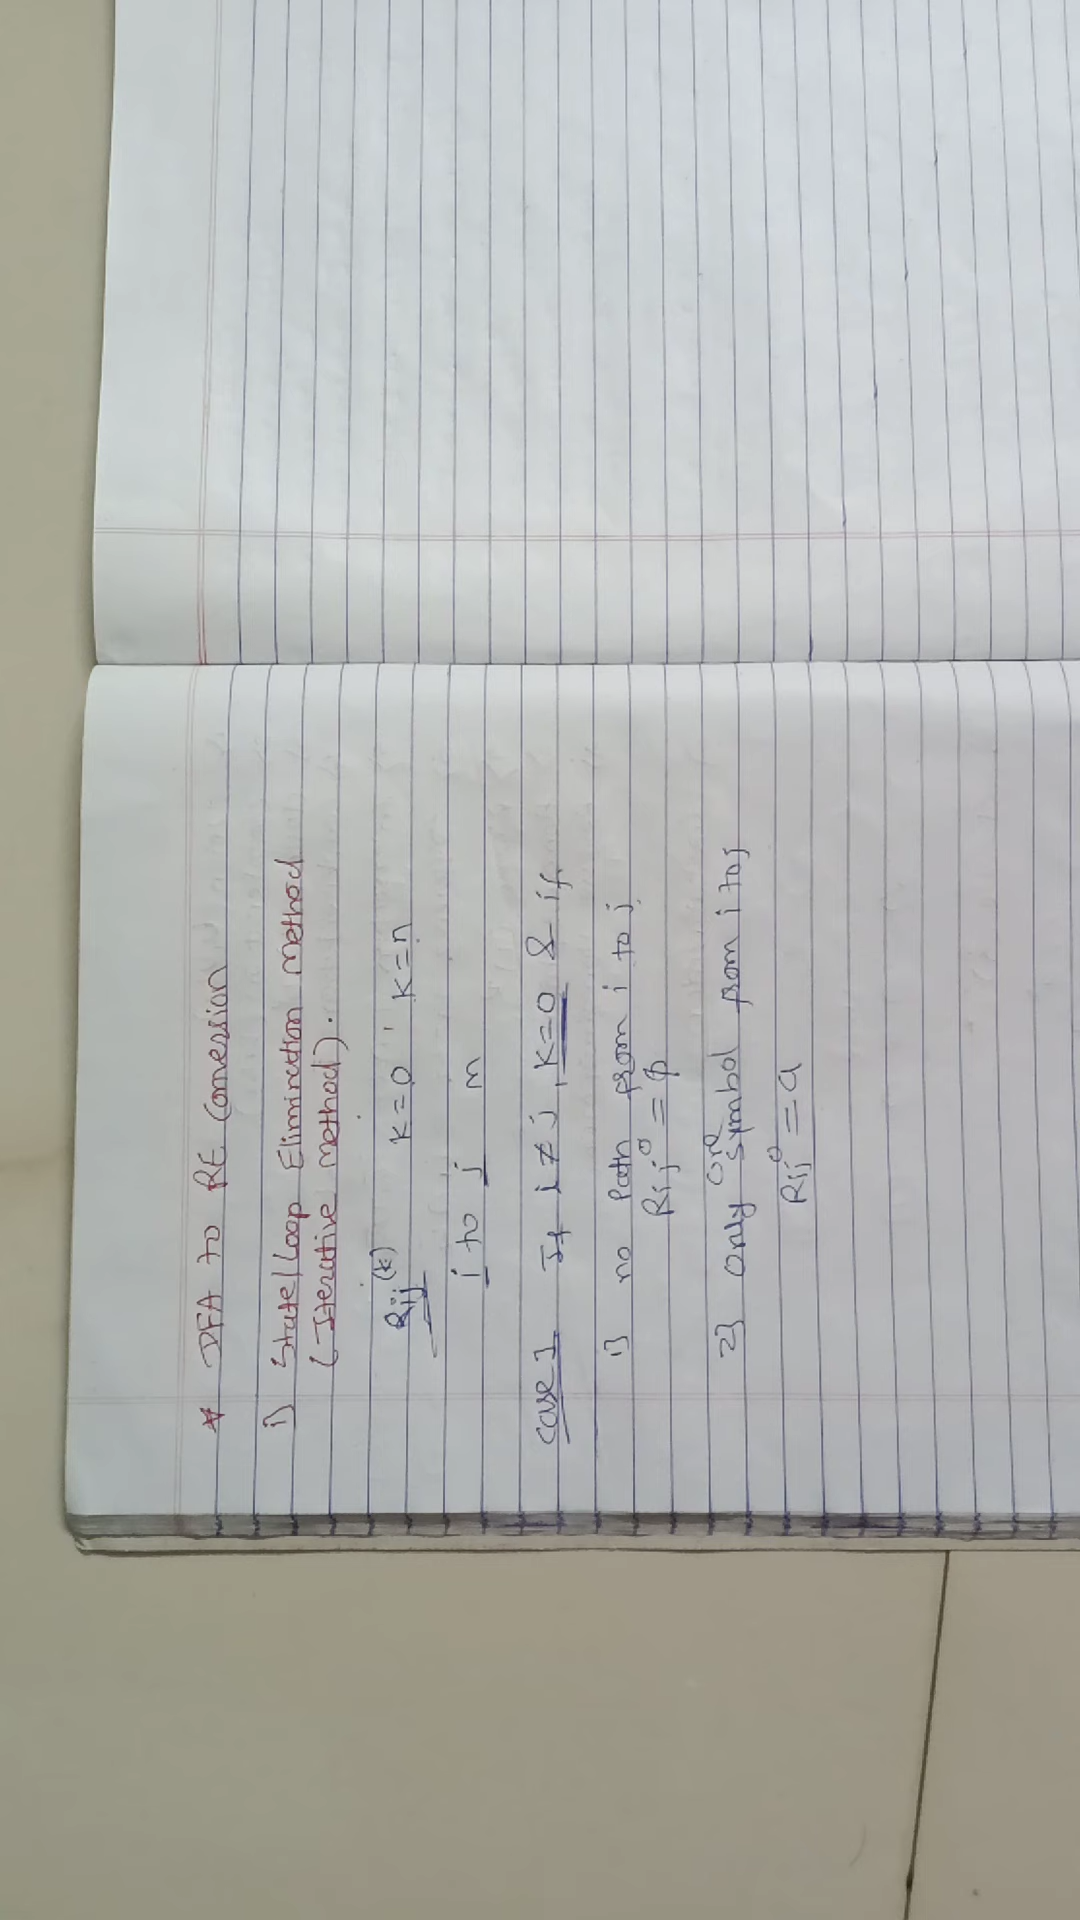 * DFA to RE Conversion
1) State/Loop Elimination Method
(Iterative Method).
Rij(k) k=0, k=n
i to j m
Case 1 If i ≠ j, k=0 & if
1) no Path from i to j
Rij⁰ = ϕ
2) Only one symbol from i to j
Rij⁰ = a